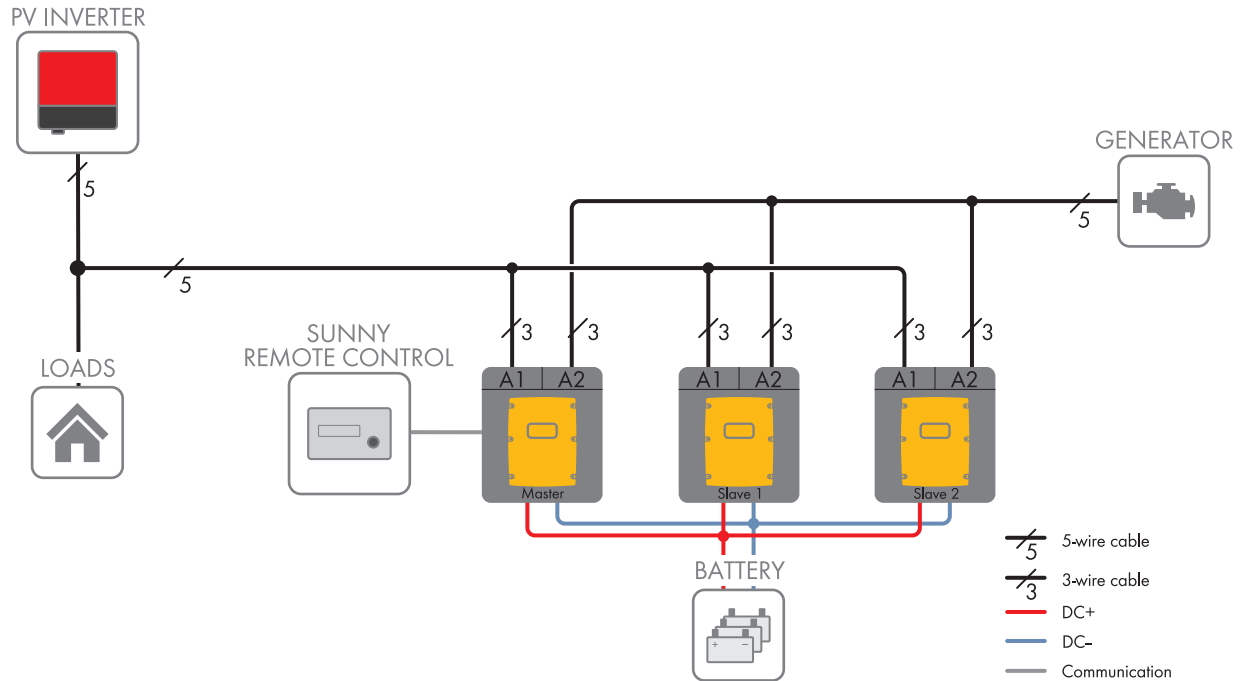 PV INVERTER
GENERATOR
5
5
5
3
3
3
3
3
3
SUNNY
REMOTE CONTROL
LOADS
A1 A2
A1 A2
A1 A2
Master
Slave 1
Slave 2
BATTERY
+ −
5 5-wire cable
3 3-wire cable
DC+
DC–
Communication